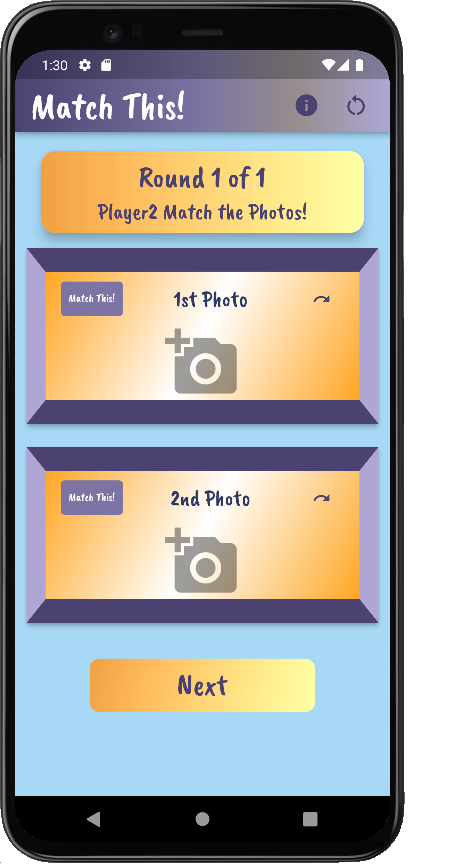 1:30
Match This!
Round 1 of 1
Player2 Match the Photos!
Match This!
1st Photo
Match This!
2nd Photo
Next